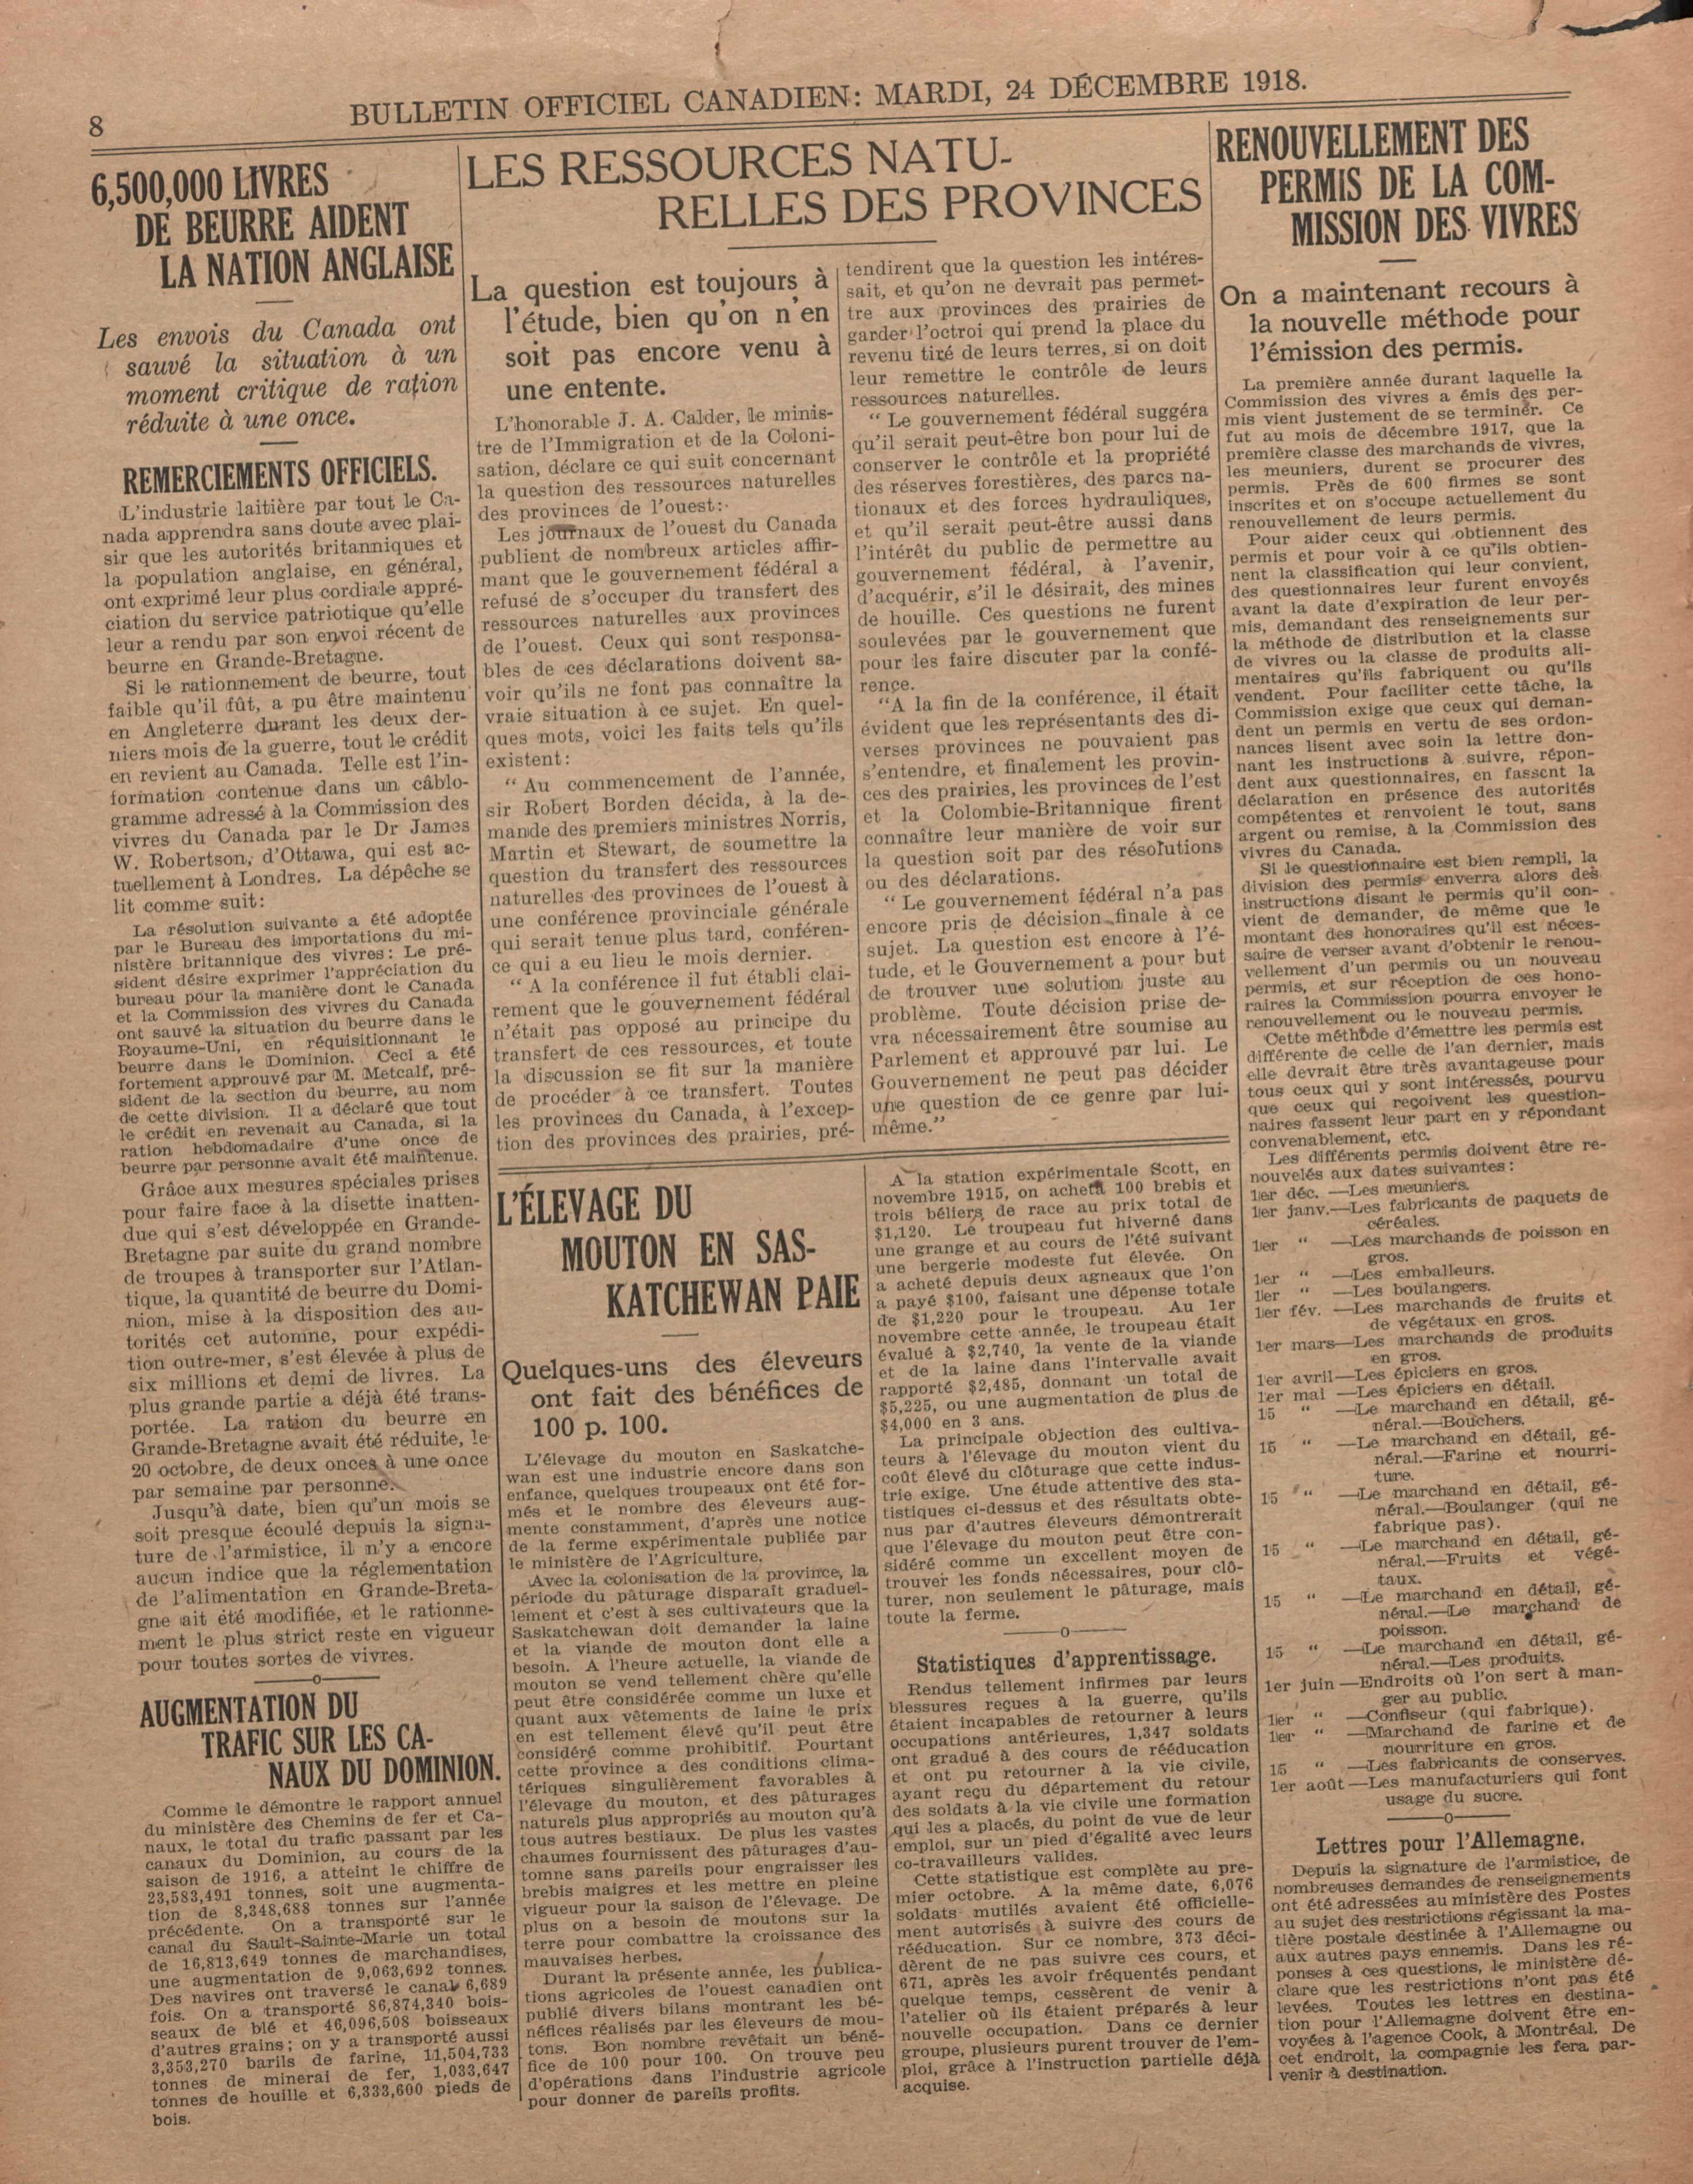 8
BULLETIN OFFICIEL CANADIEN: MARDI, 24 DÉCEMBRE 1918.
6,500,000 LIVRES
DE BEURRE AIDENT
LA NATION ANGLAISE
Les envois du Canada ont
sauvé la situation à un
moment critique de ration
réduite à une once.
REMERCIEMENTS OFFICIELS.
L'industrie laitière par tout le Ca-
nada apprendra sans doute avec plai-
sir que les autorités britanniques et
la population anglaise, en général,
ont exprimé leur plus cordiale appré-
ciation du service patriotique qu'elle
leur a rendu par son envoi récent de
beurre en Grande-Bretagne.
Si le rationnement de beurre, tout
faible qu'il fût, a pu être maintenu
en Angleterre durant les deux der-
niers mois de la guerre, tout le crédit
en revient au Canada. Telle est l'in-
formation contenue dans un câblo-
gramme adressé à la Commission des
vivres du Canada par le Dr James
W. Robertson, d'Ottawa, qui est ac-
tuellement à Londres. La dépêche se
lit comme suit:
La résolution suivante a été adoptée
par le Bureau des importations du mi-
nistère britannique des vivres: Le pré-
sident désire exprimer l'appréciation du
bureau pour la manière dont le Canada
et la Commission des vivres du Canada
ont sauvé la situation du beurre dans le
Royaume-Uni, en réquisitionnant le
beurre dans le Dominion. Ceci a été
fortement approuvé par M. Metcalf, pré-
sident de la section du beurre, au nom
de cette division. Il a déclaré que tout
le crédit en revenait au Canada, si la
ration hebdomadaire d'une once de
beurre par personne avait été maintenue.
Grâce aux mesures spéciales prises
pour faire face à la disette inatten-
due qui s'est développée en Grande-
Bretagne par suite du grand nombre
de troupes à transporter sur l'Atlan-
tique, la quantité de beurre du Domi-
nion, mise à la disposition des au-
torités cet automne, pour expédi-
tion outre-mer, s'est élevée à plus de
six millions et demi de livres. La
plus grande partie a déjà été trans-
portée. La ration du beurre en
Grande-Bretagne avait été réduite, le
20 octobre, de deux onces à une once
par semaine par personne.
Jusqu'à date, bien qu'un mois se
soit presque écoulé depuis la signa-
ture de l'armistice, il n'y a encore
aucun indice que la réglementation
de l'alimentation en Grande-Breta-
gne ait été modifiée, et le rationne-
ment le plus strict reste en vigueur
pour toutes sortes de vivres.
AUGMENTATION DU
TRAFIC SUR LES CA-
NAUX DU DOMINION.
Comme le démontre le rapport annuel
du ministère des Chemins de fer et Ca-
naux, le total du trafic passant par les
canaux du Dominion, au cours de la
saison de 1916, a atteint le chiffre de
23,583,491 tonnes, soit une augmenta-
tion de 8,348,688 tonnes sur l'année
précédente. On a transporté sur le
canal du Sault-Sainte-Marie un total
de 16,813,649 tonnes de marchandises,
une augmentation de 9,063,692 tonnes.
Des navires ont traversé le canal 6,689
fois. On a transporté 86,874,340 bois-
seaux de blé et 46,096,508 boisseaux
d'autres grains; on y a transporté aussi
3,353,270 barils de farine, 11,504,733
tonnes de minerai de fer, 1,033,647
tonnes de houille et 6,333,600 pieds de
bois.
LES RESSOURCES NATU-
RELLES DES PROVINCES
La question est toujours à
l'étude, bien qu'on n'en
soit pas encore venu à
une entente.
L'honorable J. A. Calder, le minis-
tre de l'Immigration et de la Coloni-
sation, déclare ce qui suit concernant
la question des ressources naturelles
des provinces de l'ouest:
Les journaux de l'ouest du Canada
publient de nombreux articles affir-
mant que le gouvernement fédéral a
refusé de s'occuper du transfert des
ressources naturelles aux provinces
de l'ouest. Ceux qui sont responsa-
bles de ces déclarations doivent sa-
voir qu'ils ne font pas connaître la
vraie situation à ce sujet. En quel-
ques mots, voici les faits tels qu'ils
existent:
" Au commencement de l'année,
sir Robert Borden décida, à la de-
mande des premiers ministres Norris,
Martin et Stewart, de soumettre la
question du transfert des ressources
naturelles des provinces de l'ouest à
une conférence provinciale générale
qui serait tenue plus tard, conféren-
ce qui a eu lieu le mois dernier.
" A la conférence il fut établi clai-
rement que le gouvernement fédéral
n'était pas opposé au principe du
transfert de ces ressources, et toute
la discussion se fit sur la manière
de procéder à ce transfert. Toutes
les provinces du Canada, à l'excep-
tion des provinces des prairies, pré-
tendirent que la question les intéres-
sait, et qu'on ne devrait pas permet-
tre aux provinces des prairies de
garder l'octroi qui prend la place du
revenu tiré de leurs terres, si on doit
leur remettre le contrôle de leurs
ressources naturelles.
" Le gouvernement fédéral suggéra
qu'il serait peut-être bon pour lui de
conserver le contrôle et la propriété
des réserves forestières, des parcs na-
tionaux et des forces hydrauliques,
et qu'il serait peut-être aussi dans
l'intérêt du public de permettre au
gouvernement fédéral, à l'avenir,
d'acquérir, s'il le désirait, des mines
de houille. Ces questions ne furent
soulevées par le gouvernement que
pour les faire discuter par la confé-
rence.
"A la fin de la conférence, il était
évident que les représentants des di-
verses provinces ne pouvaient pas
s'entendre, et finalement les provin-
ces des prairies, les provinces de l'est
et la Colombie-Britannique firent
connaître leur manière de voir sur
la question soit par des résolutions
ou des déclarations.
" Le gouvernement fédéral n'a pas
encore pris de décision finale à ce
sujet. La question est encore à l'é-
tude, et le Gouvernement a pour but
de trouver une solution juste au
problème. Toute décision prise de-
vra nécessairement être soumise au
Parlement et approuvé par lui. Le
Gouvernement ne peut pas décider
une question de ce genre par lui-
même."
L'ÉLEVAGE DU
MOUTON EN SAS-
KATCHEWAN PAIE
Quelques-uns des éleveurs
ont fait des bénéfices de
100 p. 100.
L'élevage du mouton en Saskatche-
wan est une industrie encore dans son
enfance, quelques troupeaux ont été for-
més et le nombre des éleveurs aug-
mente constamment, d'après une notice
de la ferme expérimentale publiée par
le ministère de l'Agriculture.
Avec la colonisation de la province, la
période du pâturage disparaît graduel-
lement et c'est à ses cultivateurs que la
Saskatchewan doit demander la laine
et la viande de mouton dont elle a
besoin. A l'heure actuelle, la viande de
mouton se vend tellement chère qu'elle
peut être considérée comme un luxe et
quant aux vêtements de laine le prix
en est tellement élevé qu'il peut être
considéré comme prohibitif. Pourtant
cette province a des conditions clima-
tériques singulièrement favorables à
l'élevage du mouton, et des pâturages
naturels plus appropriés au mouton qu'à
tous autres bestiaux. De plus les vastes
chaumes fournissent des pâturages d'au-
tomne sans pareils pour engraisser les
brebis maigres et les mettre en pleine
vigueur pour la saison de l'élevage. De
plus on a besoin de moutons sur la
terre pour combattre la croissance des
mauvaises herbes.
Durant la présente année, les publica-
tions agricoles de l'ouest canadien ont
publié divers bilans montrant les bé-
néfices réalisés par les éleveurs de mou-
tons. Bon nombre revêtait un béné-
fice de 100 pour 100. On trouve peu
d'opérations dans l'industrie agricole
pour donner de pareils profits.
A la station expérimentale Scott, en
novembre 1915, on acheta 100 brebis et
trois béliers de race au prix total de
$1,120. Le troupeau fut hiverné dans
une grange et au cours de l'été suivant
une bergerie modeste fut élevée. On
a acheté depuis deux agneaux que l'on
a payé $100, faisant une dépense totale
de $1,220 pour le troupeau. Au 1er
novembre cette année, le troupeau était
évalué à $2,740, la vente de la viande
et de la laine dans l'intervalle avait
rapporté $2,485, donnant un total de
$5,225, ou une augmentation de plus de
$4,000 en 3 ans.
La principale objection des cultiva-
teurs à l'élevage du mouton vient du
coût élevé du clôturage que cette indus-
trie exige. Une étude attentive des sta-
tistiques ci-dessus et des résultats obte-
nus par d'autres éleveurs démontrerait
que l'élevage du mouton peut être con-
sidéré comme un excellent moyen de
trouver les fonds nécessaires, pour clô-
turer, non seulement le pâturage, mais
toute la ferme.
Statistiques d'apprentissage.
Rendus tellement infirmes par leurs
blessures reçues à la guerre, qu'ils
étaient incapables de retourner à leurs
occupations antérieures, 1,347 soldats
ont gradué à des cours de rééducation
et ont pu retourner à la vie civile,
ayant reçu du département du retour
des soldats à la vie civile une formation
qui les a placés, du point de vue de leur
emploi, sur un pied d'égalité avec leurs
co-travailleurs valides.
Cette statistique est complète au pre-
mier octobre. A la même date, 6,076
soldats mutilés avaient été officielle-
ment autorisés à suivre des cours de
rééducation. Sur ce nombre, 373 déci-
dèrent de ne pas suivre ces cours, et
671, après les avoir fréquentés pendant
quelque temps, cessèrent de venir à
l'atelier où ils étaient préparés à leur
nouvelle occupation. Dans ce dernier
groupe, plusieurs purent trouver de l'em-
ploi, grâce à l'instruction partielle déjà
acquise.
RENOUVELLEMENT DES
PERMIS DE LA COM-
MISSION DES VIVRES
On a maintenant recours à
la nouvelle méthode pour
l'émission des permis.
La première année durant laquelle la
Commission des vivres a émis des per-
mis vient justement de se terminer. Ce
fut au mois de décembre 1917, que la
première classe des marchands de vivres,
les meuniers, durent se procurer des
permis. Près de 600 firmes se sont
inscrites et on s'occupe actuellement du
renouvellement de leurs permis.
Pour aider ceux qui obtiennent des
permis et pour voir à ce qu'ils obtien-
nent la classification qui leur convient,
des questionnaires leur furent envoyés
avant la date d'expiration de leur per-
mis, demandant des renseignements sur
la méthode de distribution et la classe
de vivres ou la classe de produits ali-
mentaires qu'ils fabriquent ou qu'ils
vendent. Pour faciliter cette tâche, la
Commission exige que ceux qui deman-
dent un permis en vertu de ses ordon-
nances lisent avec soin la lettre don-
nant les instructions à suivre, répon-
dent aux questionnaires, en fassent la
déclaration en présence des autorités
compétentes et renvoient le tout, sans
argent ou remise, à la Commission des
vivres du Canada.
Si le questionnaire est bien rempli, la
division des permis enverra alors des
instructions disant le permis qu'il con-
vient de demander, de même que le
montant des honoraires qu'il est néces-
saire de verser avant d'obtenir le renou-
vellement d'un permis ou un nouveau
permis, et sur réception de ces hono-
raires la Commission pourra envoyer le
renouvellement ou le nouveau permis.
Cette méthode d'émettre les permis est
différente de celle de l'an dernier, mais
elle devrait être très avantageuse pour
tous ceux qui y sont intéressés, pourvu
que ceux qui reçoivent les question-
naires fassent leur part en y répondant
convenablement, etc.
Les différents permis doivent être re-
nouvelés aux dates suivantes:
1er déc. —Les meuniers.
1er janv.—Les fabricants de paquets de
céréales.
1er " —Les marchands de poisson en
gros.
1er " —Les emballeurs.
1er " —Les boulangers.
1er fév. —Les marchands de fruits et
de végétaux en gros.
1er mars—Les marchands de produits
en gros.
1er avril—Les épiciers en gros.
1er mai —Les épiciers en détail.
15 " —Le marchand en détail, gé-
néral.—Bouchers.
15 " —Le marchand en détail, gé-
néral.—Farine et nourri-
ture.
15 " —Le marchand en détail, gé-
néral.—Boulanger (qui ne
fabrique pas).
15 " —Le marchand en détail, gé-
néral.—Fruits et végé-
taux.
15 " —Le marchand en détail, gé-
néral.—Le marchand de
poisson.
15 " —Le marchand en détail, gé-
néral.—Les produits.
1er juin —Endroits où l'on sert à man-
ger au public.
1er " —Confiseur (qui fabrique).
1er " —Marchand de farine et de
nourriture en gros.
15 " —Les fabricants de conserves.
1er août —Les manufacturiers qui font
usage du sucre.
Lettres pour l'Allemagne.
Depuis la signature de l'armistice, de
nombreuses demandes de renseignements
ont été adressées au ministère des Postes
au sujet des restrictions régissant la ma-
tière postale destinée à l'Allemagne ou
aux autres pays ennemis. Dans les ré-
ponses à ces questions, le ministère dé-
clare que les restrictions n'ont pas été
levées. Toutes les lettres en destina-
tion pour l'Allemagne doivent être en-
voyées à l'agence Cook, à Montréal. De
cet endroit, la compagnie les fera par-
venir à destination.